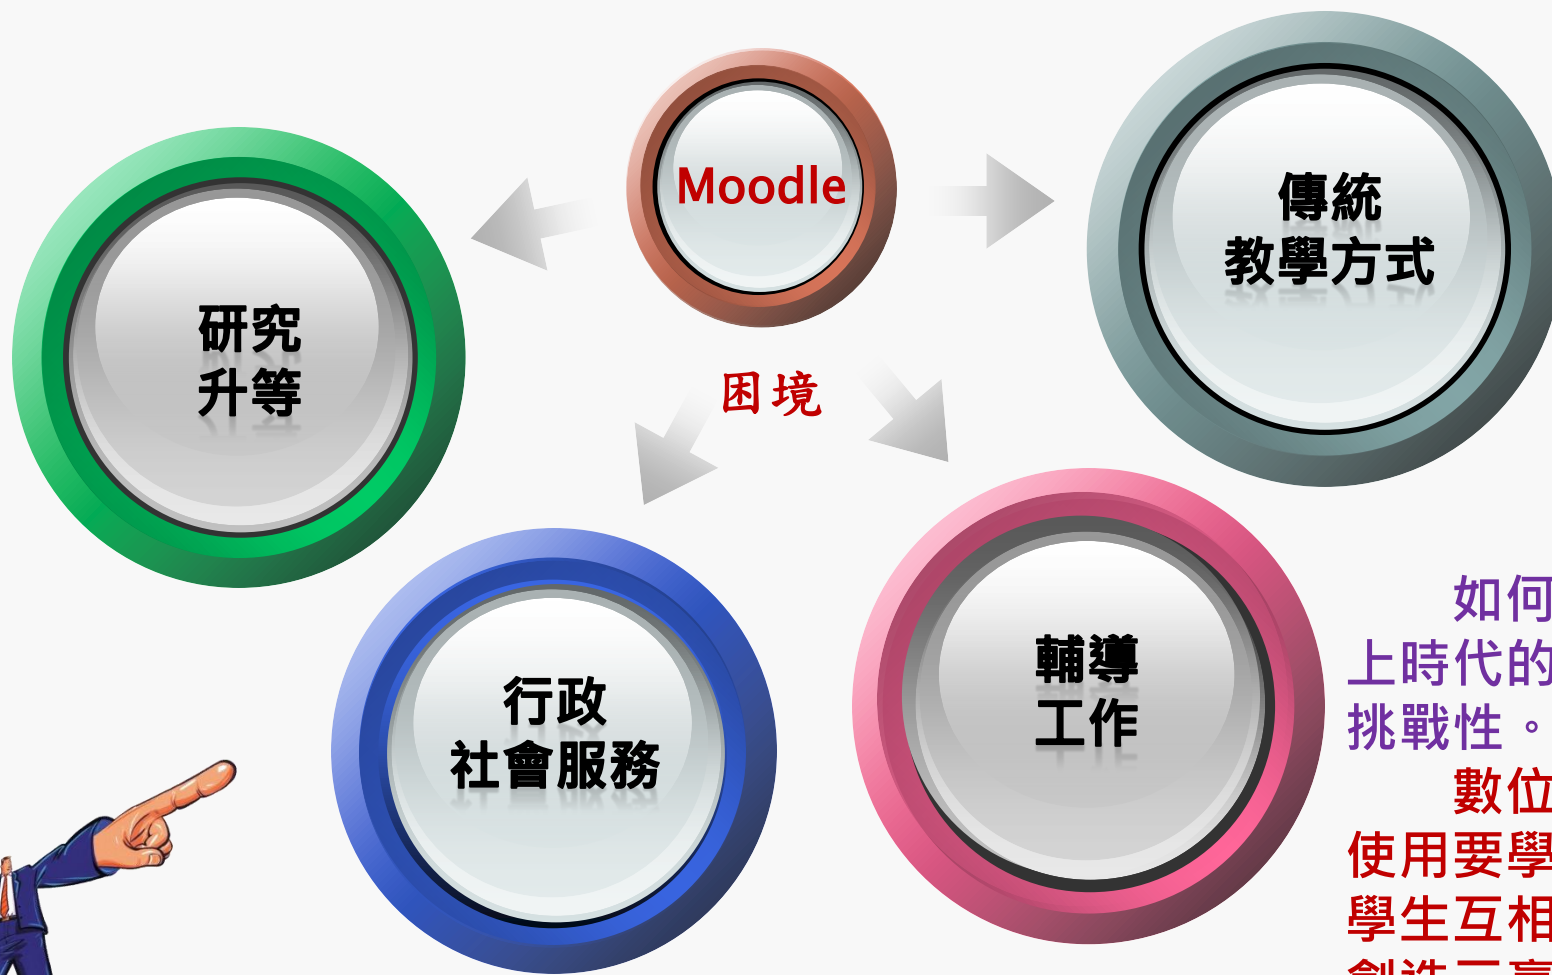 Moodle
困境
研究
升等
傳統
教學方式
行政
社會服務
輔導
工作
如何
上時代的
挑戰性。
數位
使用要學
學生互相